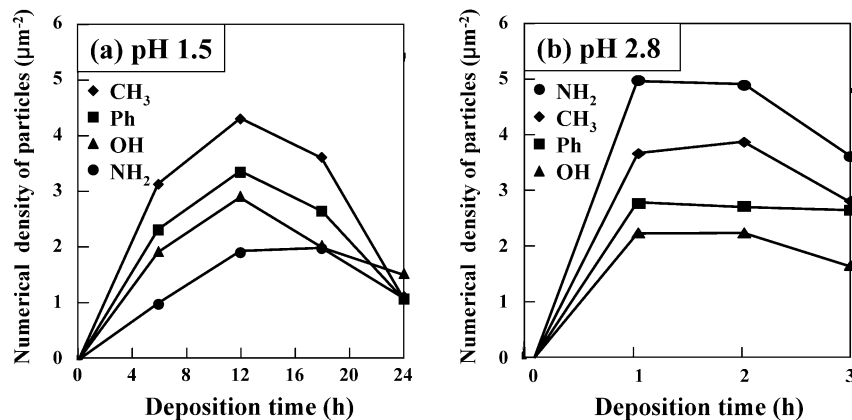 (a) pH 1.5
CH₃
Ph
OH
NH₂
Numerical density of particles (µm⁻²)
6
5
4
3
2
1
0
0 4 8 12 16 20 24
Deposition time (h)
(b) pH 2.8
NH₂
CH₃
Ph
OH
Numerical density of particles (µm⁻²)
6
5
4
3
2
1
0
0 1 2 3
Deposition time (h)